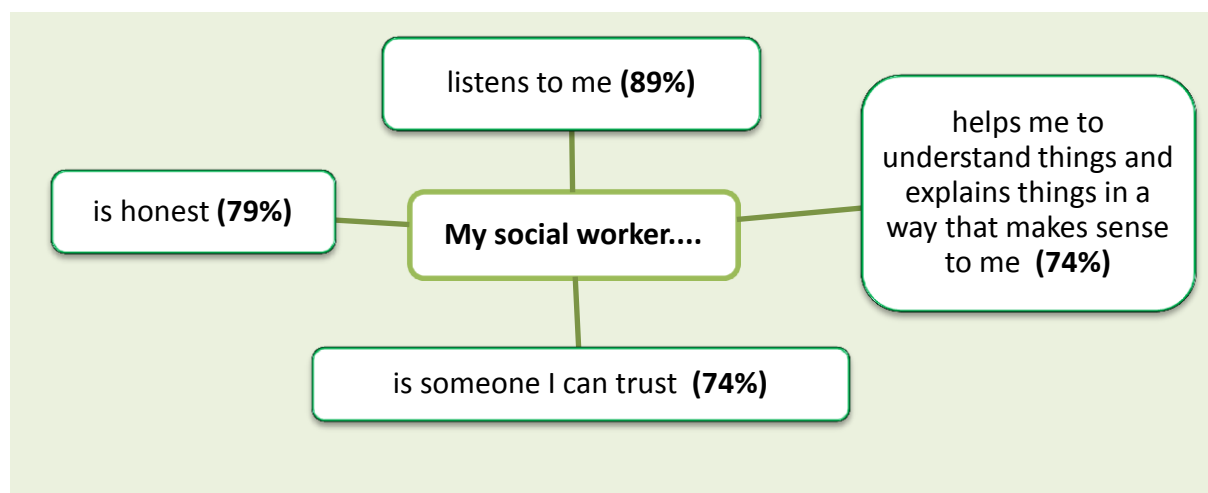 listens to me (89%)
helps me to
understand things and
explains things in a
way that makes sense
to me (74%)
is honest (79%)
My social worker....
is someone I can trust (74%)